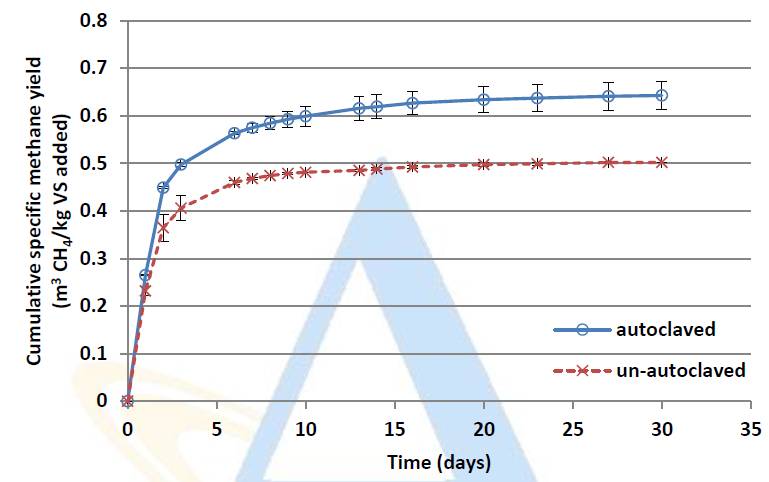 0.8
0.7
0.6
0.5
0.4
0.3
0.2
0.1
0
Cumulative specific methane yield
(m³ CH₄/kg VS added)
autoclaved
un-autoclaved
0 5 10 15 20 25 30 35
Time (days)